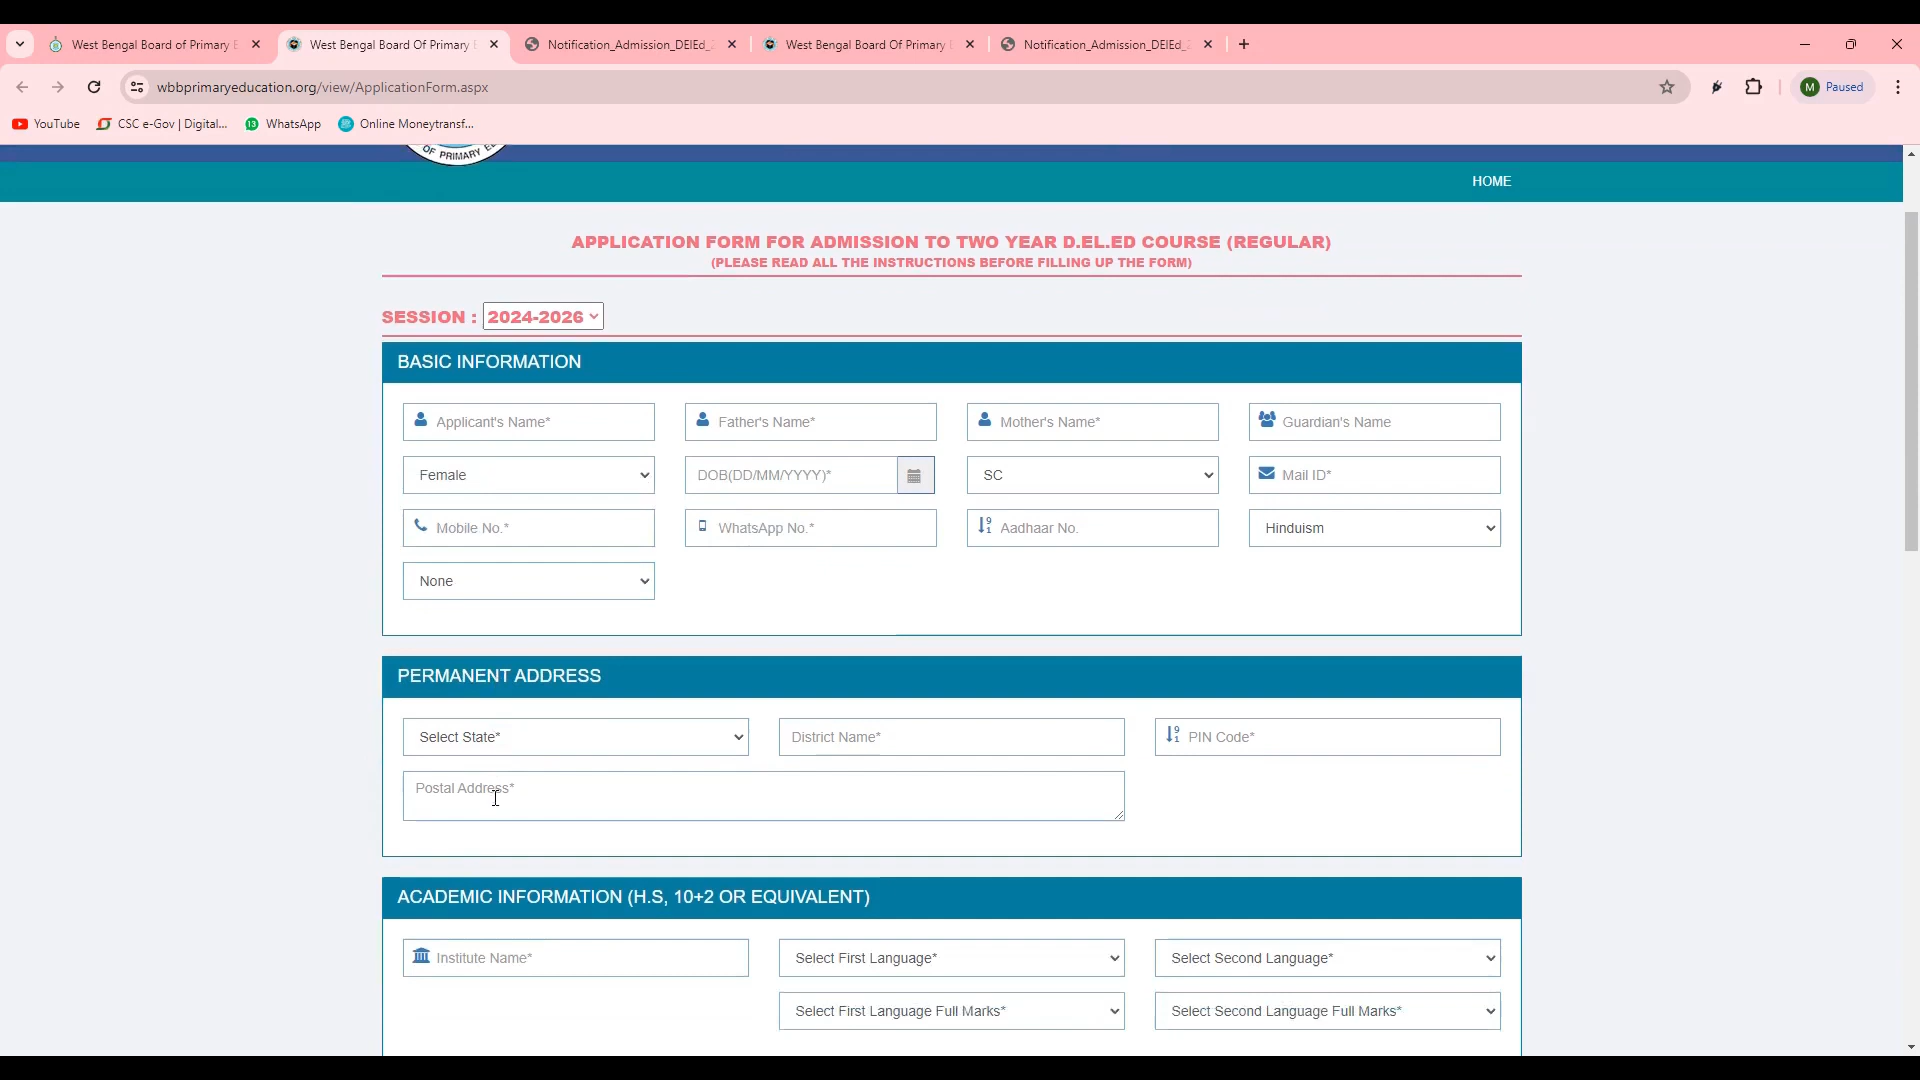 West Bengal Board of Primary E
West Bengal Board Of Primary
Notification_Admission_DElEd_
West Bengal Board Of Primary
Notification_Admission_DElEd_
wbbprimaryeducation.org/view/ApplicationForm.aspx
M Paused
YouTube
CSC e-Gov | Digital...
13 WhatsApp
Online Moneytransf...
OF PRIMARY E
HOME
APPLICATION FORM FOR ADMISSION TO TWO YEAR D.EL.ED COURSE (REGULAR)
(PLEASE READ ALL THE INSTRUCTIONS BEFORE FILLING UP THE FORM)
SESSION : 2024-2026
BASIC INFORMATION
Applicant's Name* Father's Name* Mother's Name* Guardian's Name
Female DOB(DD/MM/YYYY)* SC Mail ID*
Mobile No.* WhatsApp No.* Aadhaar No. Hinduism
None
PERMANENT ADDRESS
Select State* District Name* PIN Code*
Postal Address*
ACADEMIC INFORMATION (H.S, 10+2 OR EQUIVALENT)
Institute Name* Select First Language* Select Second Language*
Select First Language Full Marks* Select Second Language Full Marks*